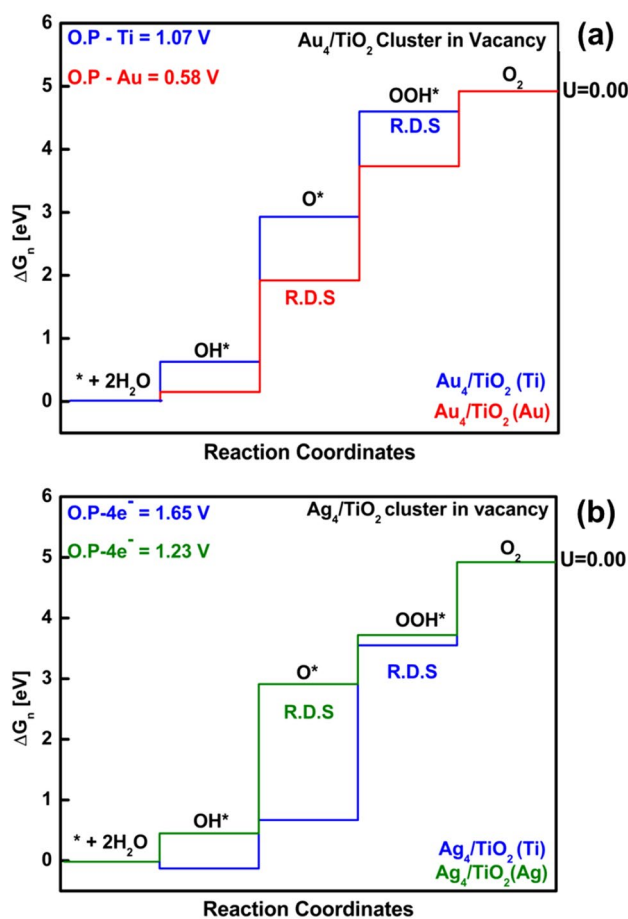 (a)
O.P - Ti = 1.07 V
Au4/TiO2 Cluster in Vacancy
O.P - Au = 0.58 V
O2
U=0.00
OOH*
R.D.S
O*
R.D.S
OH*
* + 2H2O
Au4/TiO2 (Ti)
Au4/TiO2 (Au)
6
5
4
3
2
1
0
ΔGn [eV]
Reaction Coordinates
(b)
O.P-4e- = 1.65 V
Ag4/TiO2 cluster in vacancy
O.P-4e- = 1.23 V
O2
U=0.00
OOH*
R.D.S
O*
R.D.S
OH*
* + 2H2O
Ag4/TiO2 (Ti)
Ag4/TiO2(Ag)
6
5
4
3
2
1
0
ΔGn [eV]
Reaction Coordinates